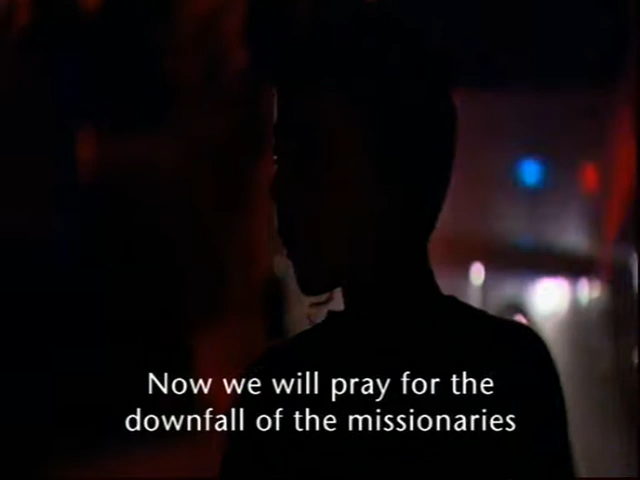 Now we will pray for the
downfall of the missionaries